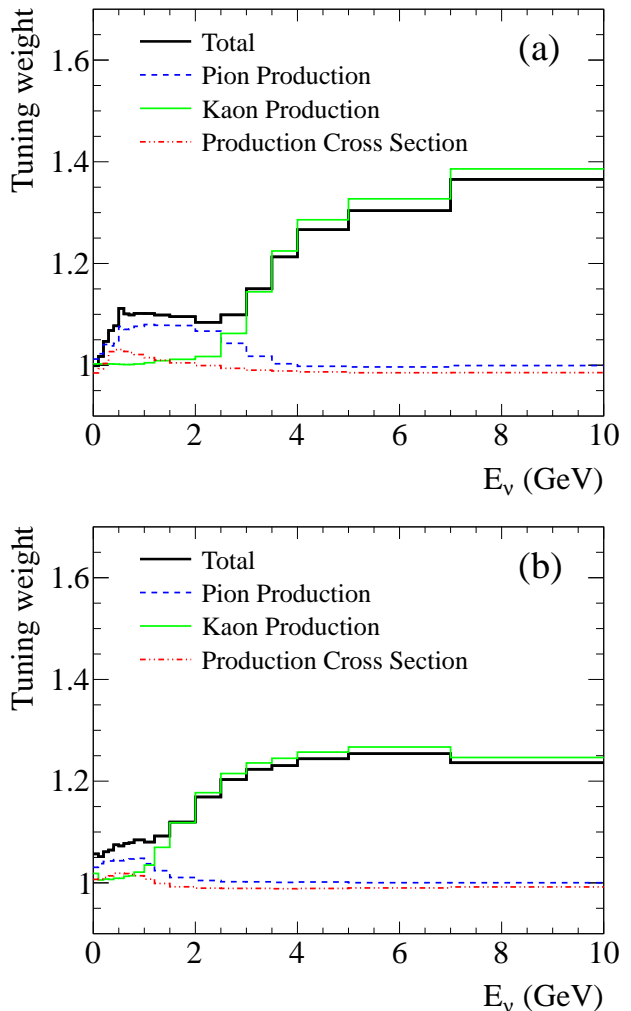 Tuning weight
1.6
1.4
1.2
1
(a)
Total
Pion Production
Kaon Production
Production Cross Section
0 2 4 6 8 10
E_ν (GeV)
Tuning weight
1.6
1.4
1.2
1
(b)
Total
Pion Production
Kaon Production
Production Cross Section
0 2 4 6 8 10
E_ν (GeV)